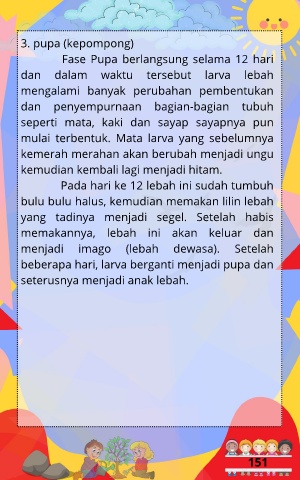 3. pupa (kepompong)
Fase Pupa berlangsung selama 12 hari
dan dalam waktu tersebut larva lebah
mengalami banyak perubahan pembentukan
dan penyempurnaan bagian-bagian tubuh
seperti mata, kaki dan sayap sayapnya pun
mulai terbentuk. Mata larva yang sebelumnya
kemerah merahan akan berubah menjadi ungu
kemudian kembali lagi menjadi hitam.
Pada hari ke 12 lebah ini sudah tumbuh
bulu bulu halus, kemudian memakan lilin lebah
yang tadinya menjadi segel. Setelah habis
memakannya, lebah ini akan keluar dan
menjadi imago (lebah dewasa). Setelah
beberapa hari, larva berganti menjadi pupa dan
seterusnya menjadi anak lebah.
151